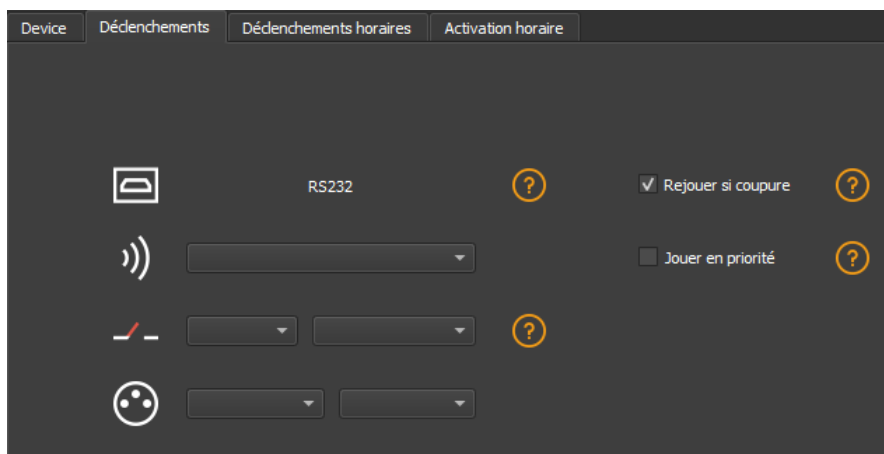 Device
Déclenchements
Déclenchements horaires
Activation horaire
RS232
?
Rejouer si coupure
?
Jouer en priorité
?
?